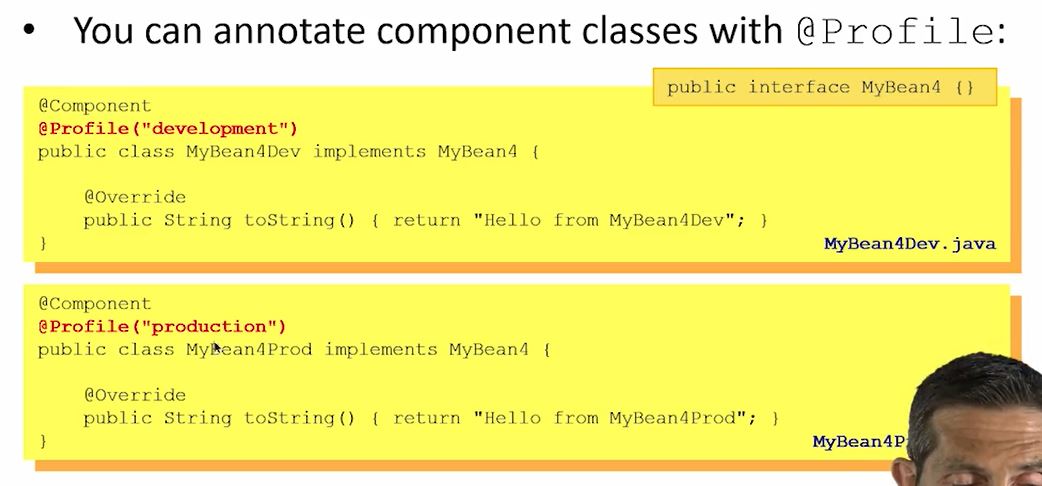 • You can annotate component classes with @Profile:
public interface MyBean4 {}
@Component
@Profile("development")
public class MyBean4Dev implements MyBean4 {
@Override
public String toString() { return "Hello from MyBean4Dev"; }
}
MyBean4Dev.java
@Component
@Profile("production")
public class MyBean4Prod implements MyBean4 {
@Override
public String toString() { return "Hello from MyBean4Prod"; }
}